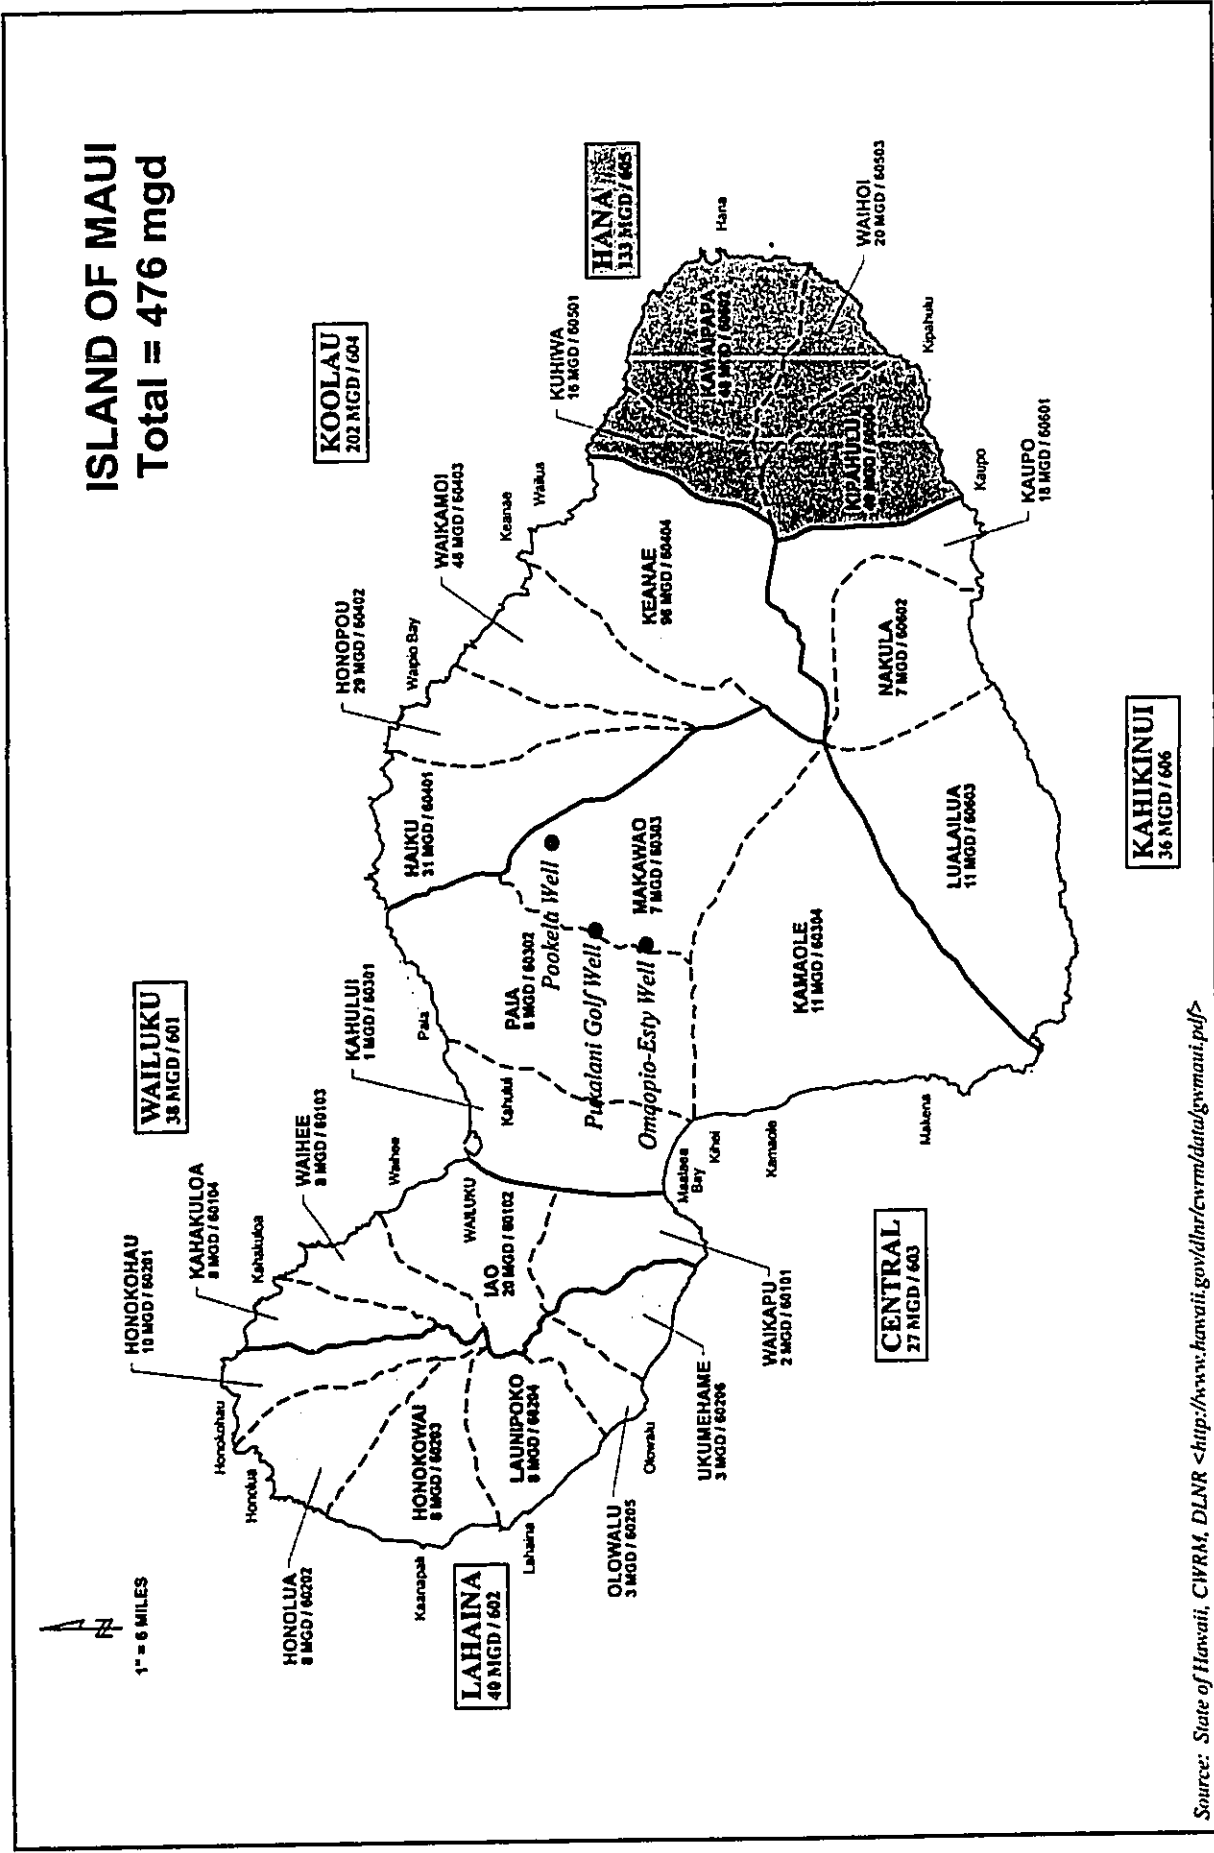 ISLAND OF MAUI
Total = 476 mgd
1" = 6 MILES
WAILUKU
38 MGD / 601
KOOLAU
202 MGD / 604
HANA
133 MGD / 605
LAHAINA
40 MGD / 602
CENTRAL
27 MGD / 603
KAHIKINUI
36 MGD / 606
HONOLUA
8 MGD / 60202
HONOKOHAU
10 MGD / 60201
KAHAKULOA
8 MGD / 60104
WAIHEE
8 MGD / 60103
KAHULUI
1 MGD / 60301
HONOPOU
29 MGD / 60402
WAIKAMOI
46 MGD / 60403
KUHIWA
16 MGD / 60501
Honokohau
Honolua
Kahakuloa
Waihee
Paia
Waipio Bay
Keanae
Wailua
Hana
HAIKU
31 MGD / 60401
KEANAE
96 MGD / 60404
KAWAIPAPA
48 MGD / 60502
WAIHOI
20 MGD / 60503
Kaanapali
HONOKOWAI
8 MGD / 60203
WAILUKU
Kahului
PAIA
8 MGD / 60302
Pookela Well
LAUNIPOKO
8 MGD / 60204
IAO
20 MGD / 60102
Lahaina
Pukalani Golf Well
MAKAWAO
7 MGD / 60303
Omaopio-Esty Well
OLOWALU
3 MGD / 60205
Olowalu
UKUMEHAME
3 MGD / 60206
WAIKAPU
2 MGD / 60101
Maalaea
Bay
Kihei
Kamaole
Makena
KAMAOLE
11 MGD / 60304
NAKULA
7 MGD / 60602
KIPAHULU
49 MGD / 60504
Kipahulu
Kaupo
KAUPO
18 MGD / 60601
LUALAILUA
11 MGD / 60603
Source: State of Hawaii, CWRM, DLNR <http://www.hawaii.gov/dlnr/cwrm/data/gwmaui.pdf>